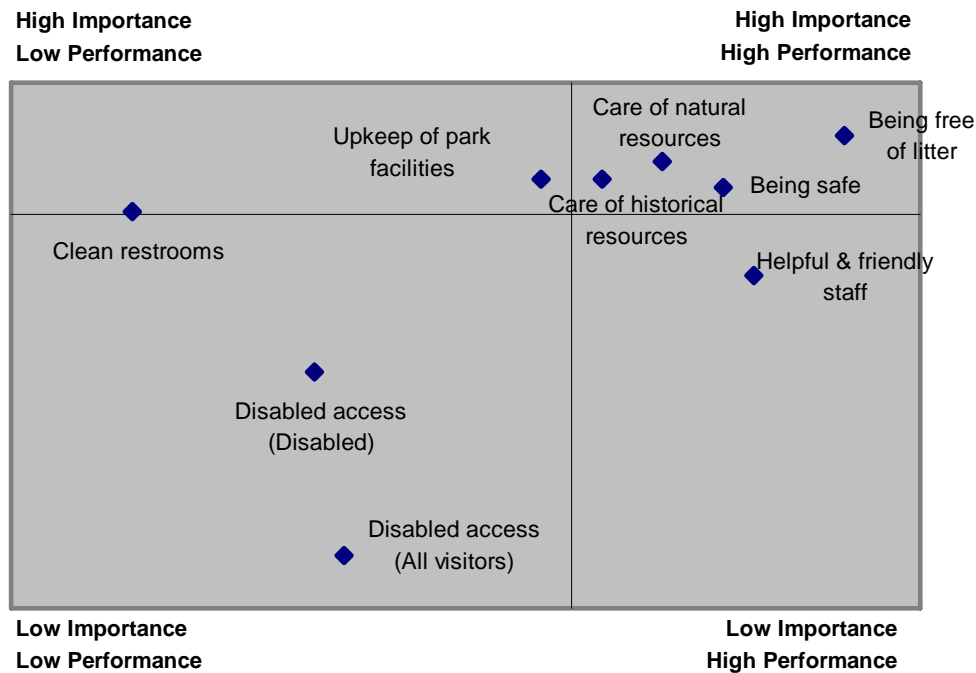 High Importance
Low Performance
High Importance
High Performance
Care of natural
resources
Being free
of litter
Upkeep of park
facilities
Being safe
Care of historical
resources
Clean restrooms
Helpful & friendly
staff
Disabled access
(Disabled)
Disabled access
(All visitors)
Low Importance
Low Performance
Low Importance
High Performance